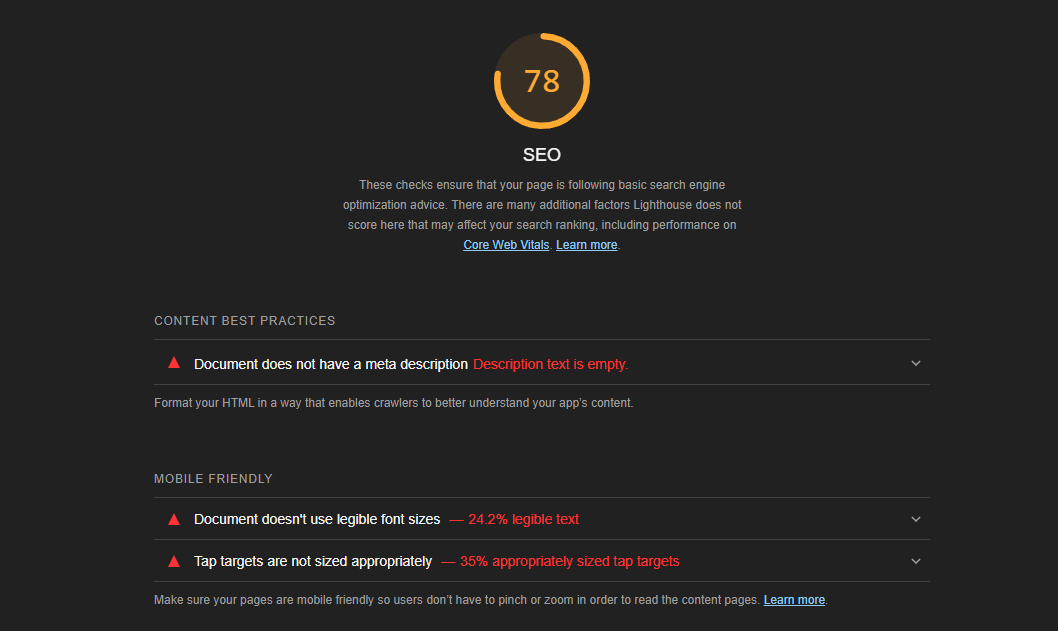 78
SEO
These checks ensure that your page is following basic search engine
optimization advice. There are many additional factors Lighthouse does not
score here that may affect your search ranking, including performance on
Core Web Vitals. Learn more.
CONTENT BEST PRACTICES
Document does not have a meta description Description text is empty.
Format your HTML in a way that enables crawlers to better understand your app's content.
MOBILE FRIENDLY
Document doesn't use legible font sizes — 24.2% legible text
Tap targets are not sized appropriately — 35% appropriately sized tap targets
Make sure your pages are mobile friendly so users don't have to pinch or zoom in order to read the content pages. Learn more.